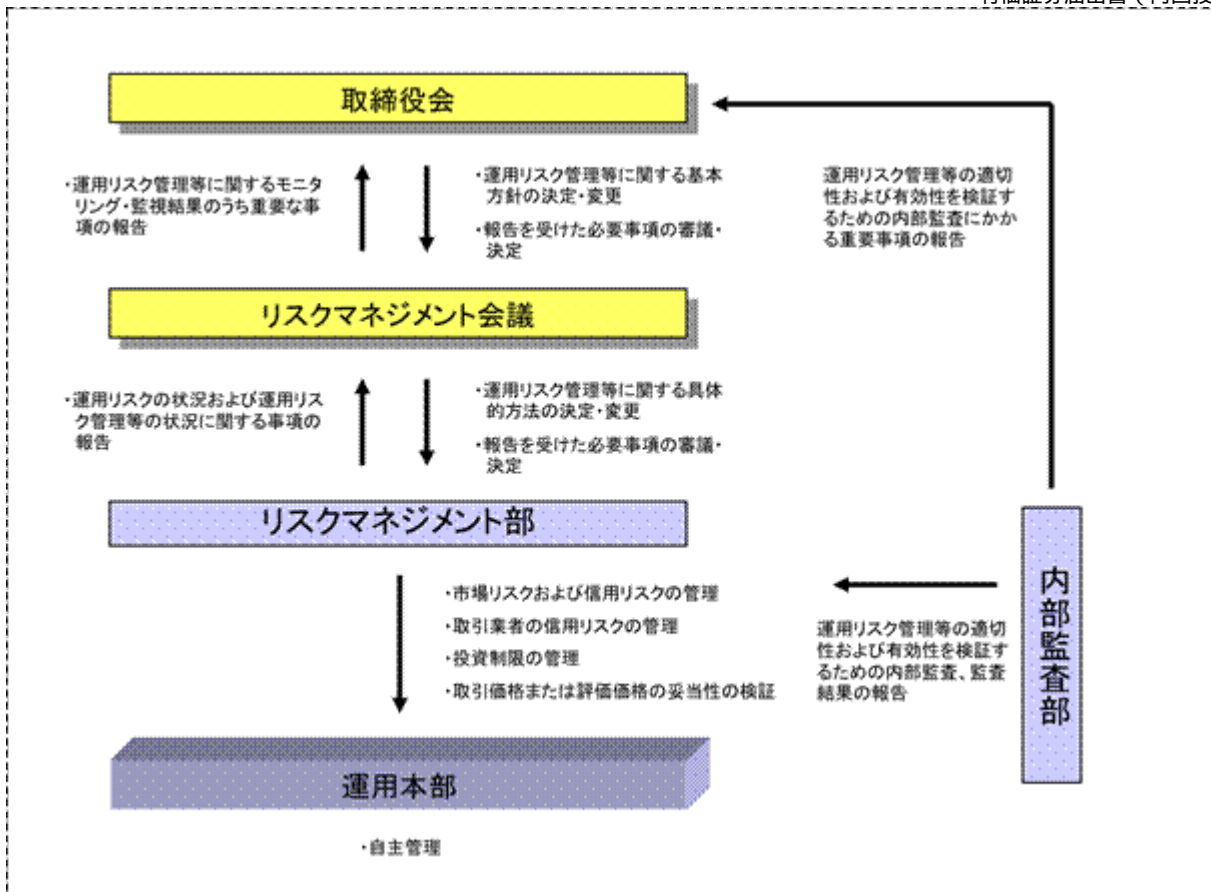 取締役会
・運用リスク管理等に関するモニタ
リング・監視結果のうち重要な事
項の報告
・運用リスク管理等に関する基本
方針の決定・変更
・報告を受けた必要事項の審議・
決定
運用リスク管理等の適切
性および有効性を検証す
るための内部監査にかか
る重要事項の報告
リスクマネジメント会議
・運用リスクの状況および運用リス
ク管理等の状況に関する事項の
報告
・運用リスク管理等に関する具体
的方法の決定・変更
・報告を受けた必要事項の審議・
決定
リスクマネジメント部
・市場リスクおよび信用リスクの管理
・取引業者の信用リスクの管理
・投資制限の管理
・取引価格または評価価格の妥当性の検証
運用リスク管理等の適切
性および有効性を検証す
るための内部監査、監査
結果の報告
内部監査部
運用本部
・自主管理